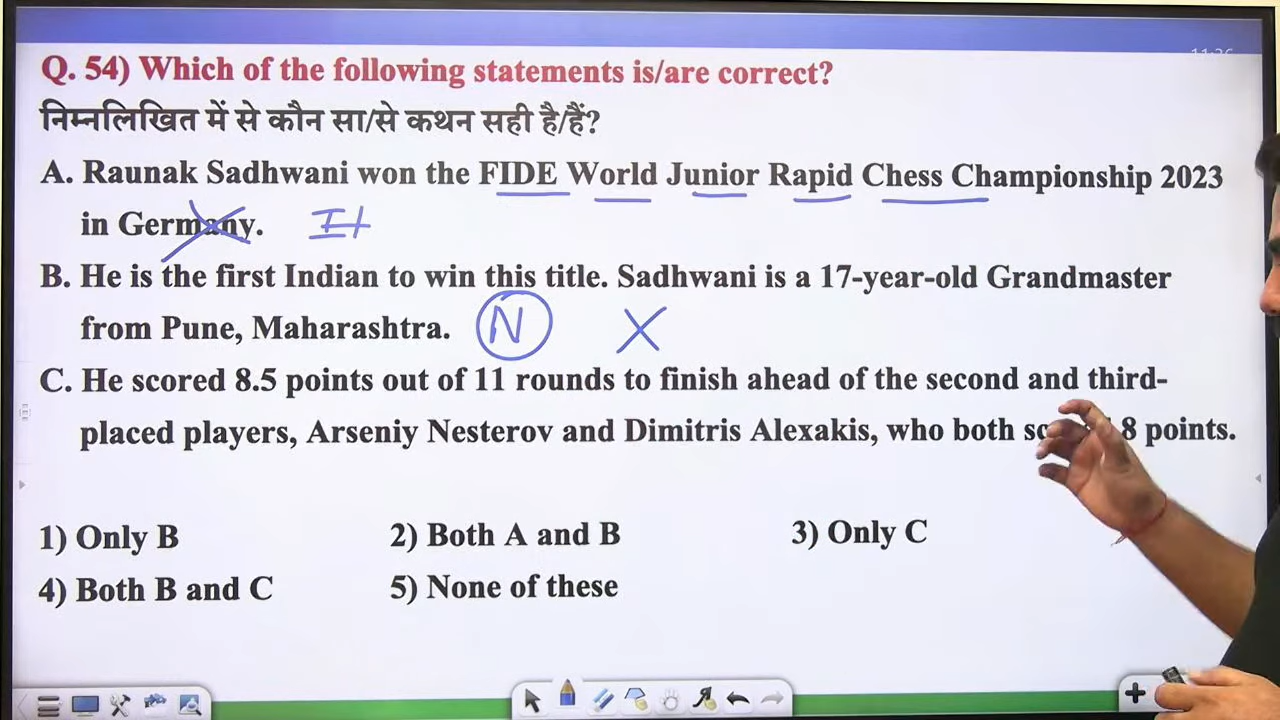 Q. 54) Which of the following statements is/are correct?
निम्नलिखित में से कौन सा/से कथन सही है/हैं?
A. Raunak Sadhwani won the FIDE World Junior Rapid Chess Championship 2023
in Germany. It
B. He is the first Indian to win this title. Sadhwani is a 17-year-old Grandmaster
from Pune, Maharashtra. N X
C. He scored 8.5 points out of 11 rounds to finish ahead of the second and third-
placed players, Arseniy Nesterov and Dimitris Alexakis, who both 8 points.
1) Only B 2) Both A and B 3) Only C
4) Both B and C 5) None of these